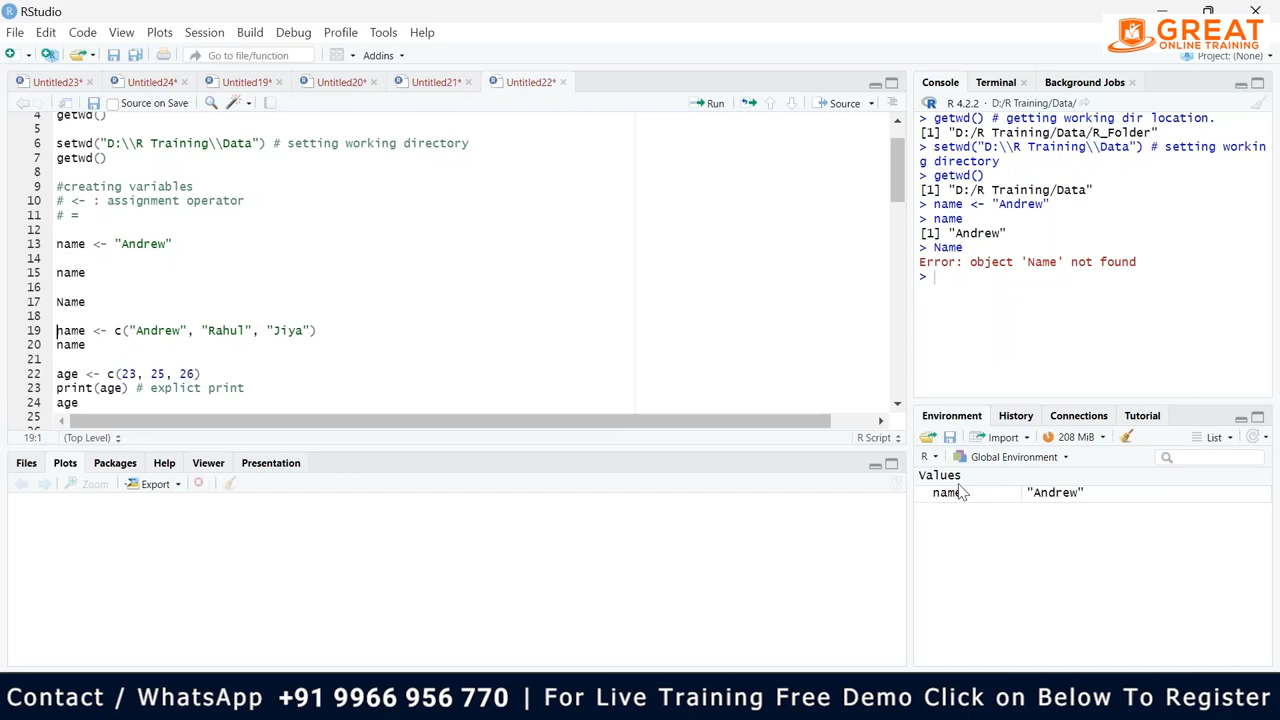 RStudio
GREAT
ONLINE TRAINING
File Edit Code View Plots Session Build Debug Profile Tools Help
Go to file/function Addins
Project: (None)
Untitled23* Untitled24* Untitled19* Untitled20* Untitled21* Untitled22*
Source on Save Run Source
4 getwd()
5
6 setwd("D:\\R Training\\Data") # setting working directory
7 getwd()
8
9 #creating variables
10 # <- : assignment operator
11 # =
12
13 name <- "Andrew"
14
15 name
16
17 Name
18
19 name <- c("Andrew", "Rahul", "Jiya")
20 name
21
22 age <- c(23, 25, 26)
23 print(age) # explict print
24 age
25
19:1 (Top Level) R Script
Files Plots Packages Help Viewer Presentation
Zoom Export
Console Terminal Background Jobs
R 4.2.2 · D:/R Training/Data/
> getwd() # getting working dir location.
[1] "D:/R Training/Data/R_Folder"
> setwd("D:\\R Training\\Data") # setting workin
g directory
> getwd()
[1] "D:/R Training/Data"
> name <- "Andrew"
> name
[1] "Andrew"
> Name
Error: object 'Name' not found
>
Environment History Connections Tutorial
Import 208 MiB List
R Global Environment
Values
name "Andrew"
Contact / WhatsApp +91 9966 956 770 | For Live Training Free Demo Click on Below To Register